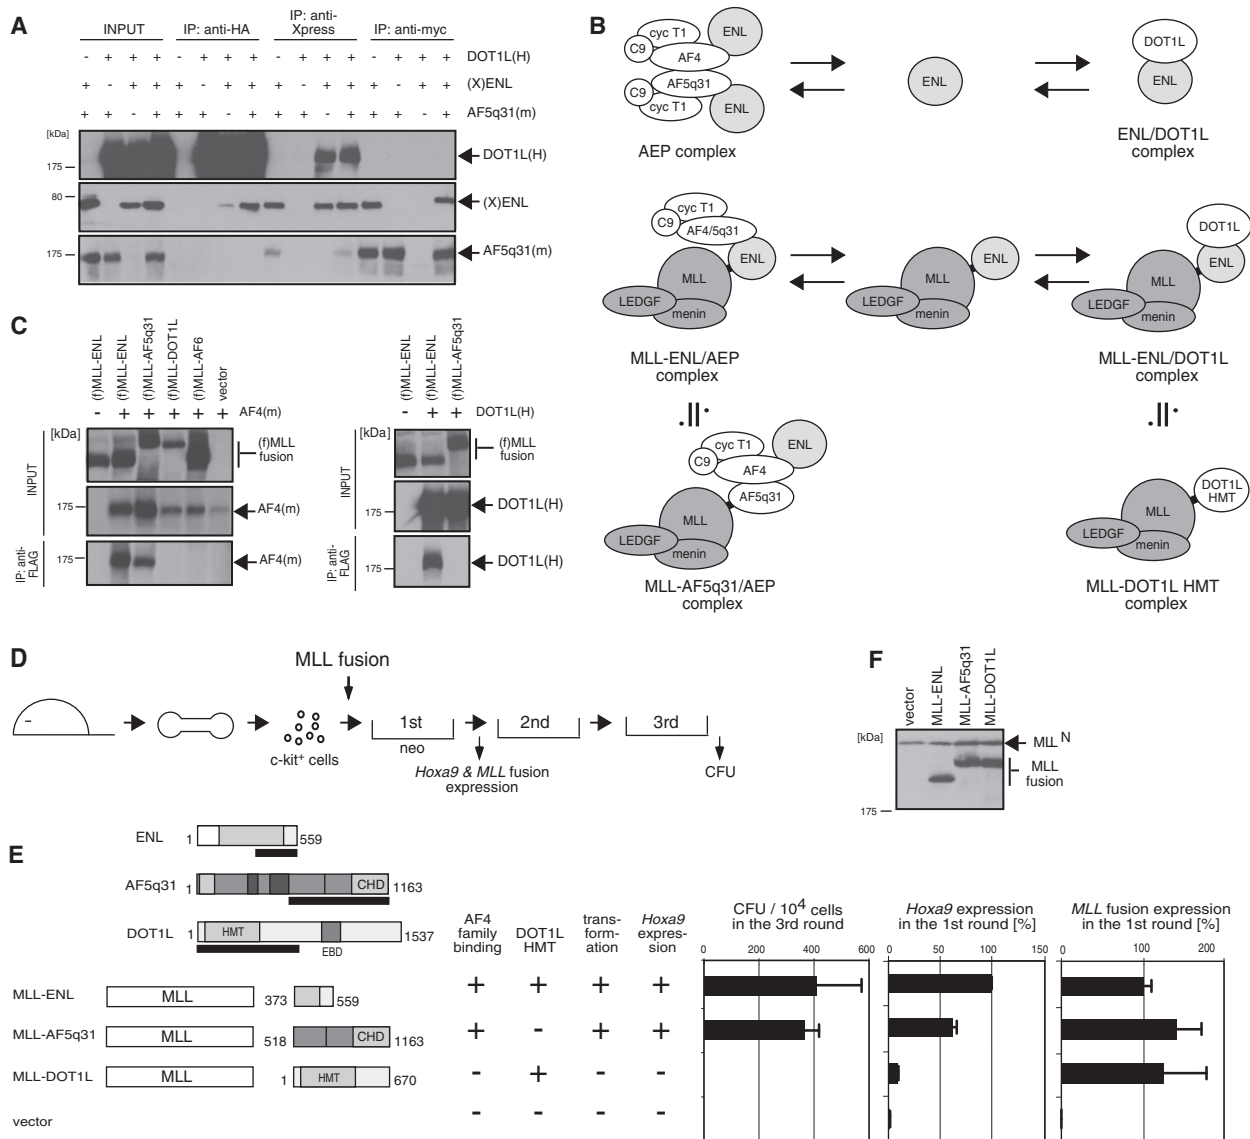 A
INPUT
IP: anti-HA
IP: anti-
Xpress
IP: anti-myc
- + + + - + + + - + + + - + + + DOT1L(H)
+ - + + + - + + + - + + + - + + (X)ENL
+ + - + + + - + + + - + + + - + AF5q31(m)
[kDa]
175
DOT1L(H)
80
(X)ENL
175
AF5q31(m)
B
cyc T1
C9
AF4
ENL
AF5q31
C9
cyc T1
ENL
AEP complex
ENL
DOT1L
ENL
ENL/DOT1L
complex
cyc T1
C9
AF4/5q31
ENL
MLL
LEDGF
menin
MLL-ENL/AEP
complex
ENL
MLL
LEDGF
menin
DOT1L
ENL
MLL
LEDGF
menin
MLL-ENL/DOT1L
complex
cyc T1
ENL
C9
AF4
AF5q31
MLL
LEDGF
menin
MLL-AF5q31/AEP
complex
DOT1L
HMT
MLL
LEDGF
menin
MLL-DOT1L HMT
complex
C
(f)MLL-ENL
(f)MLL-ENL
(f)MLL-AF5q31
(f)MLL-DOT1L
(f)MLL-AF6
vector
- + + + + + AF4(m)
[kDa]
INPUT
(f)MLL
fusion
175
AF4(m)
IP: anti-
FLAG
175
AF4(m)
(f)MLL-ENL
(f)MLL-ENL
(f)MLL-AF5q31
- + + DOT1L(H)
[kDa]
INPUT
(f)MLL
fusion
175
DOT1L(H)
IP: anti-
FLAG
175
DOT1L(H)
D
MLL fusion
c-kit+ cells
1st
neo
2nd
3rd
Hoxa9 & MLL fusion
expression
CFU
F
vector
MLL-ENL
MLL-AF5q31
MLL-DOT1L
[kDa]
MLL N
MLL
fusion
175
E
ENL 1 559
AF5q31 1 CHD 1163
DOT1L 1 HMT 1537
EBD
AF4
family
binding
DOT1L
HMT
trans-
form-
ation
Hoxa9
expres-
sion
CFU / 10⁴ cells
in the 3rd round
0 200 400 600
Hoxa9 expression
in the 1st round [%]
0 50 100 150
MLL fusion expression
in the 1st round [%]
0 100 200
MLL-ENL MLL 373 559 + + + +
MLL-AF5q31 MLL 518 CHD 1163 + - + +
MLL-DOT1L MLL 1 HMT 670 - + - -
vector - - - -